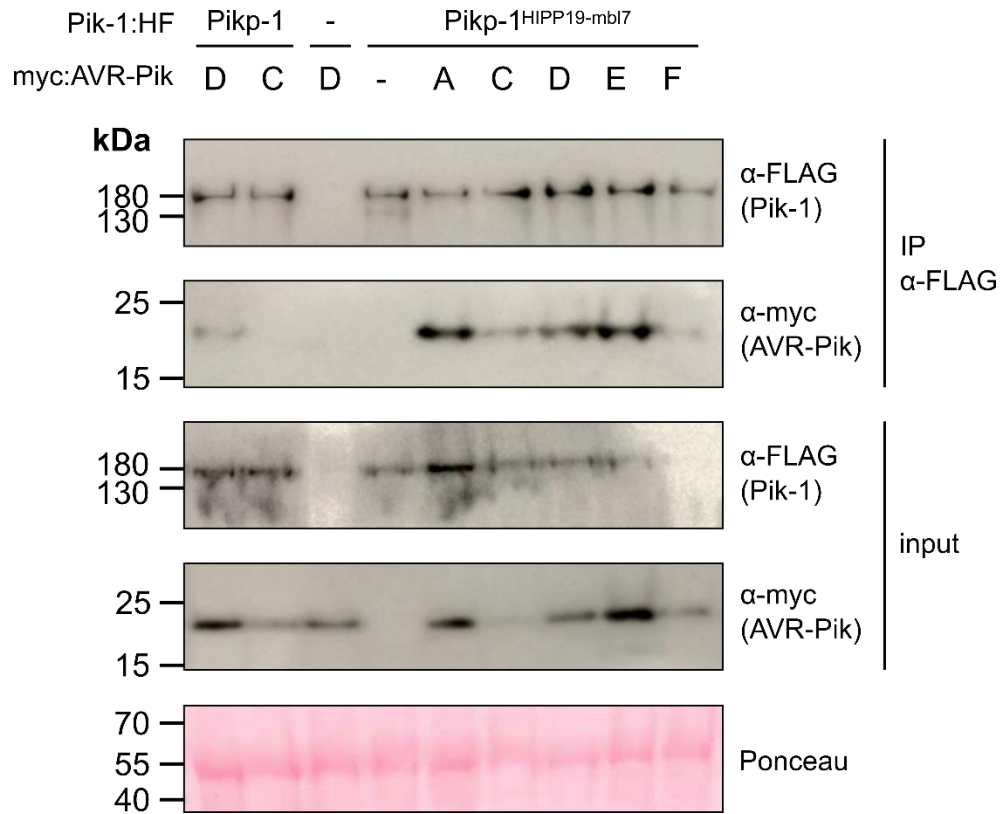 Pik-1:HF Pikp-1 - Pikp-1HIPP19-mbl7
myc:AVR-Pik D C D - A C D E F
kDa
180
130
α-FLAG
(Pik-1)
25
15
α-myc
(AVR-Pik)
IP
α-FLAG
180
130
α-FLAG
(Pik-1)
25
15
α-myc
(AVR-Pik)
input
70
55
40
Ponceau